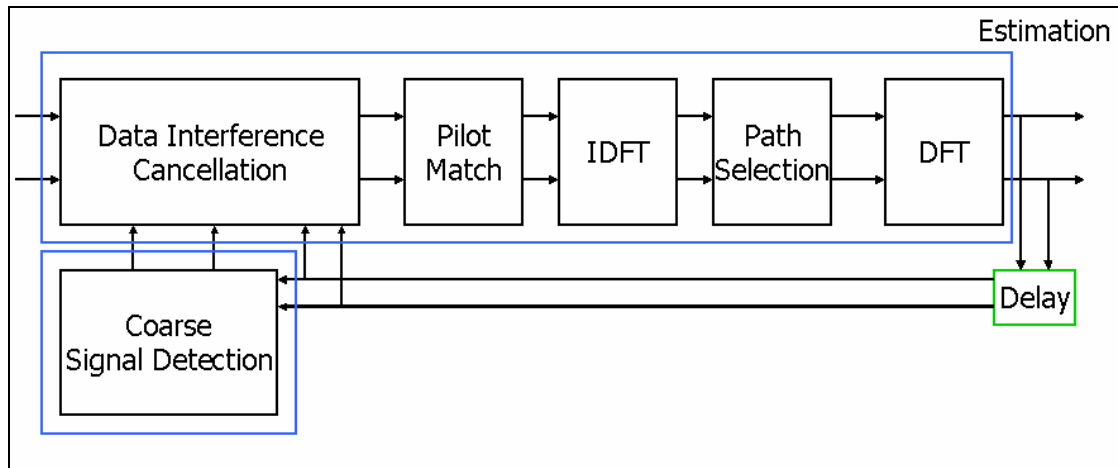 Estimation
Data Interference
Cancellation
Pilot
Match
IDFT
Path
Selection
DFT
Delay
Coarse
Signal Detection